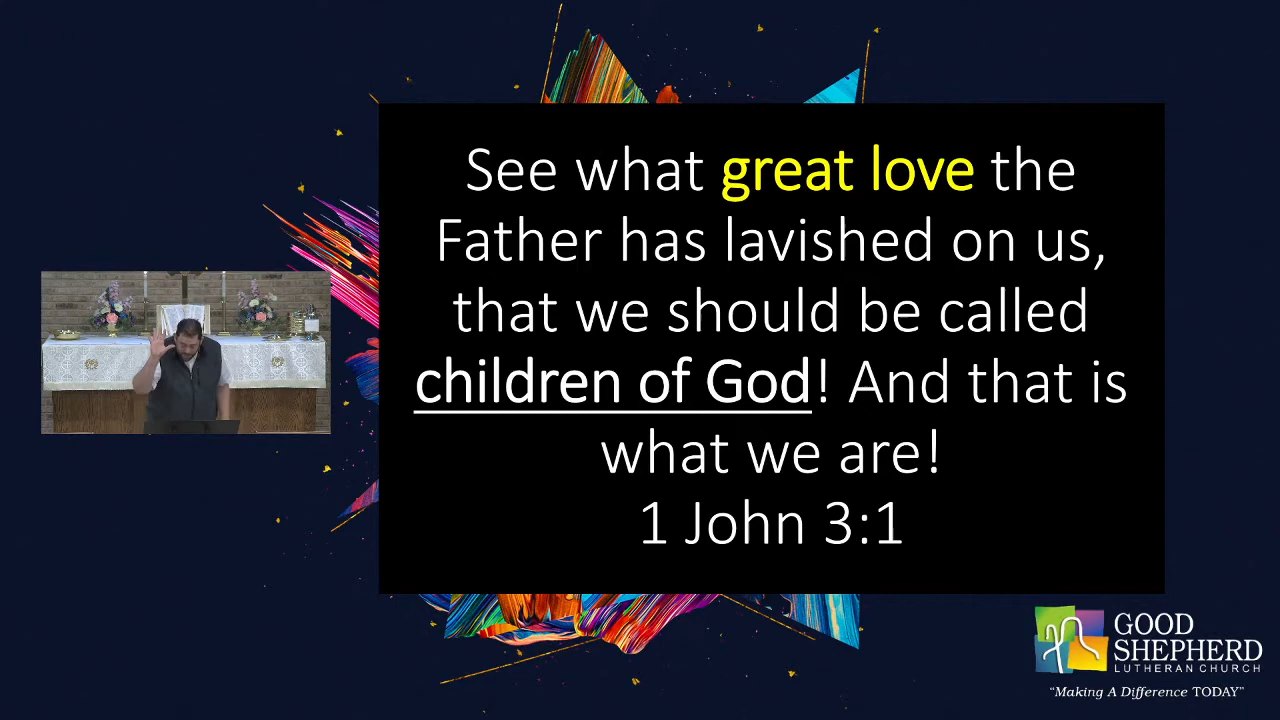 See what great love the
Father has lavished on us,
that we should be called
children of God! And that is
what we are!
1 John 3:1
GOOD
SHEPHERD
LUTHERAN CHURCH
"Making A Difference TODAY"